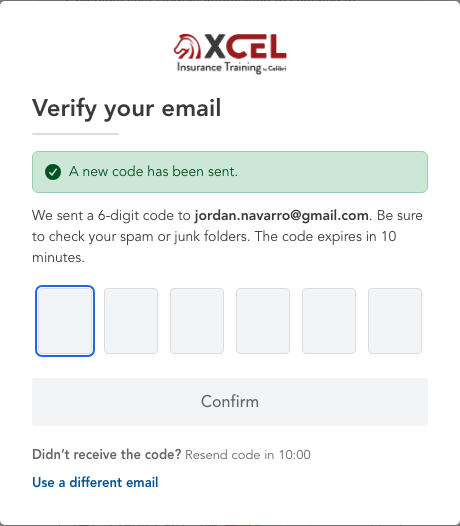 XCEL
Insurance Training by Colibri
Verify your email
A new code has been sent.
We sent a 6-digit code to jordan.navarro@gmail.com. Be sure
to check your spam or junk folders. The code expires in 10
minutes.
Confirm
Didn’t receive the code? Resend code in 10:00
Use a different email